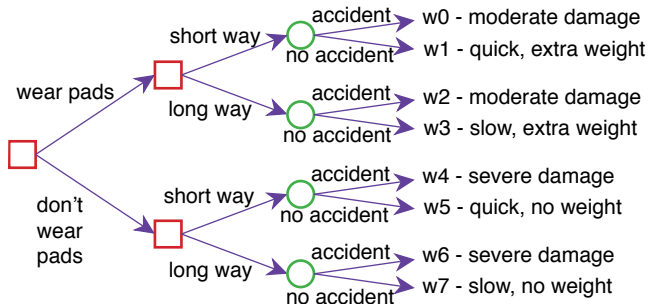 accident
w0 - moderate damage
short way
no accident
w1 - quick, extra weight
wear pads
accident
w2 - moderate damage
long way
no accident
w3 - slow, extra weight
accident
w4 - severe damage
short way
no accident
w5 - quick, no weight
don't
wear
pads
accident
w6 - severe damage
long way
no accident
w7 - slow, no weight